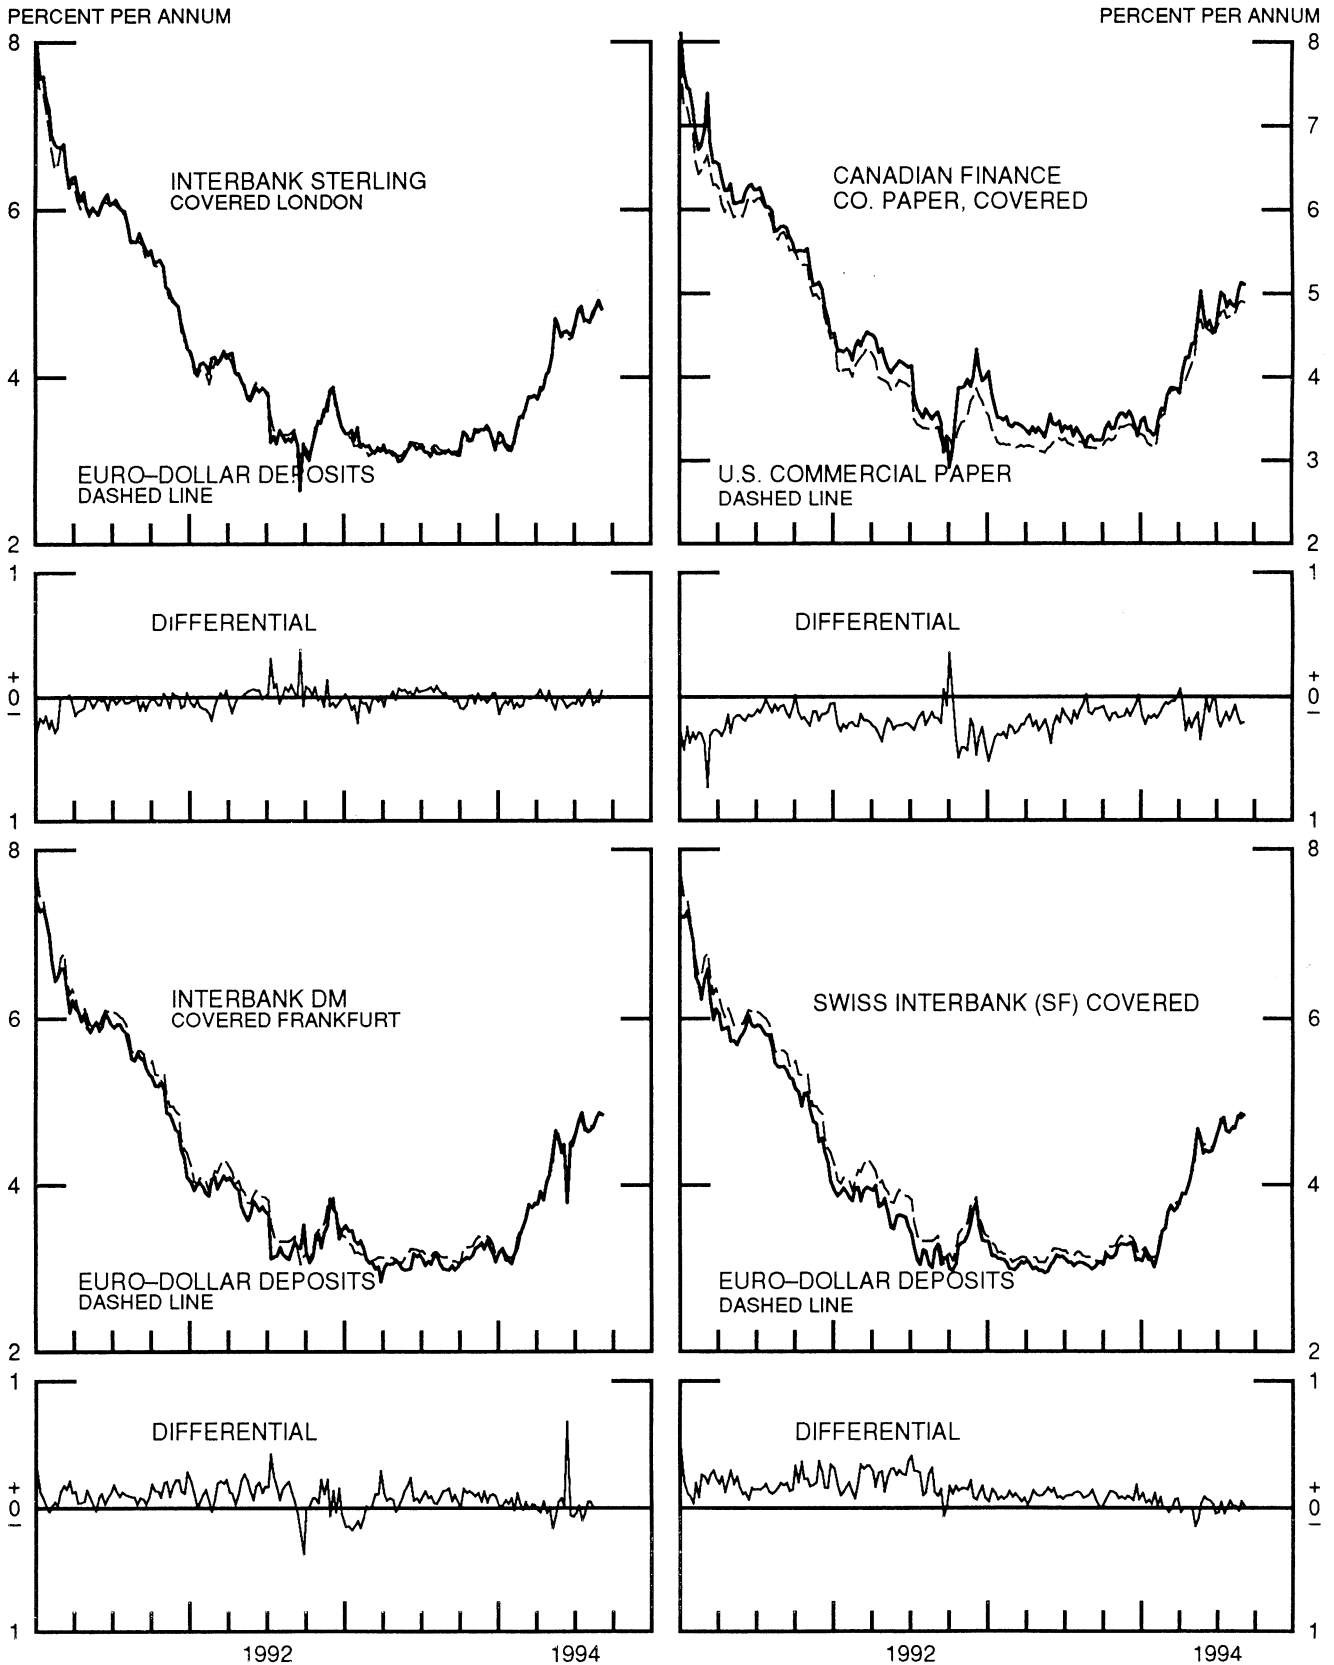 PERCENT PER ANNUM
PERCENT PER ANNUM
8
6
4
2
INTERBANK STERLING
COVERED LONDON
EURO–DOLLAR DEPOSITS
DASHED LINE
8
7
6
5
4
3
2
CANADIAN FINANCE
CO. PAPER, COVERED
U.S. COMMERCIAL PAPER
DASHED LINE
1
+
0
–
1
DIFFERENTIAL
DIFFERENTIAL
1
+
0
–
1
8
6
4
2
INTERBANK DM
COVERED FRANKFURT
EURO–DOLLAR DEPOSITS
DASHED LINE
8
6
4
2
SWISS INTERBANK (SF) COVERED
EURO–DOLLAR DEPOSITS
DASHED LINE
1
+
0
–
1
DIFFERENTIAL
DIFFERENTIAL
1
+
0
–
1
1992
1994
1992
1994